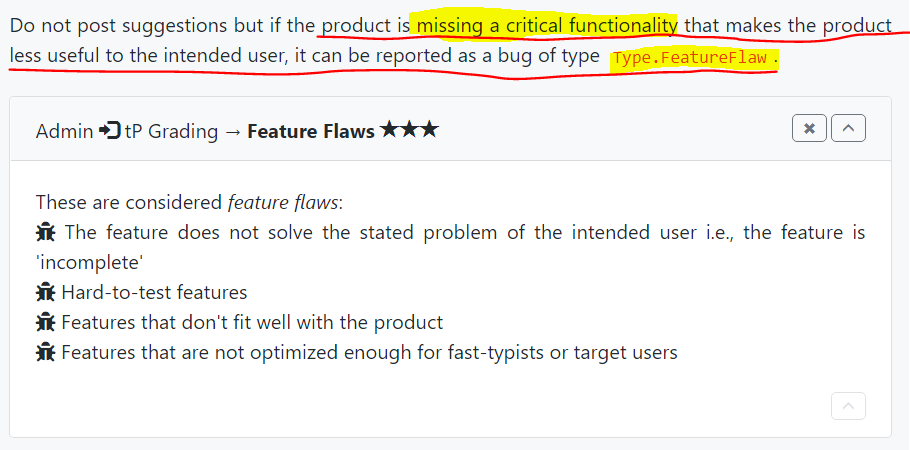 Do not post suggestions but if the product is missing a critical functionality that makes the product
less useful to the intended user, it can be reported as a bug of type Type.FeatureFlaw.
Admin tP Grading → Feature Flaws ★★★
These are considered feature flaws:
The feature does not solve the stated problem of the intended user i.e., the feature is
'incomplete'
Hard-to-test features
Features that don't fit well with the product
Features that are not optimized enough for fast-typists or target users